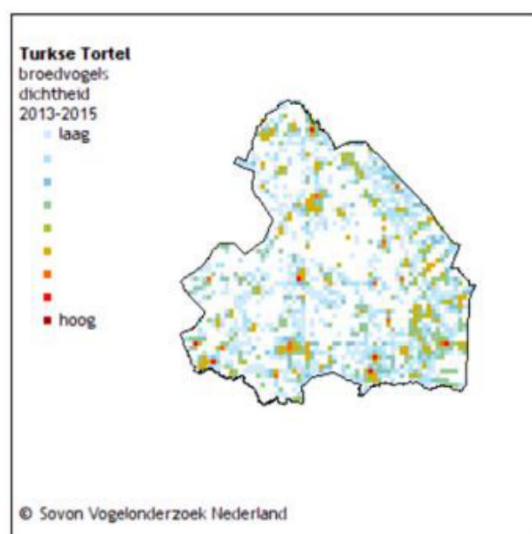 Turkse Tortel
broedvogels
dichtheid
2013-2015
laag
hoog
© Sovon Vogelonderzoek Nederland